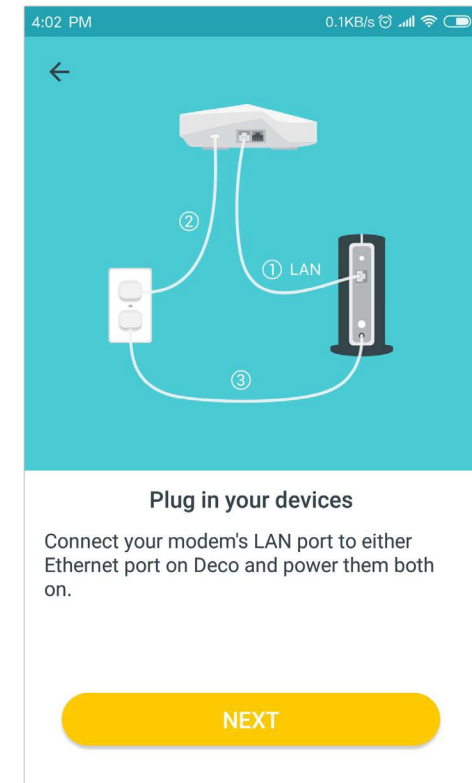 4:02 PM 0.1KB/s
②
① LAN
③
Plug in your devices
Connect your modem's LAN port to either
Ethernet port on Deco and power them both
on.
NEXT